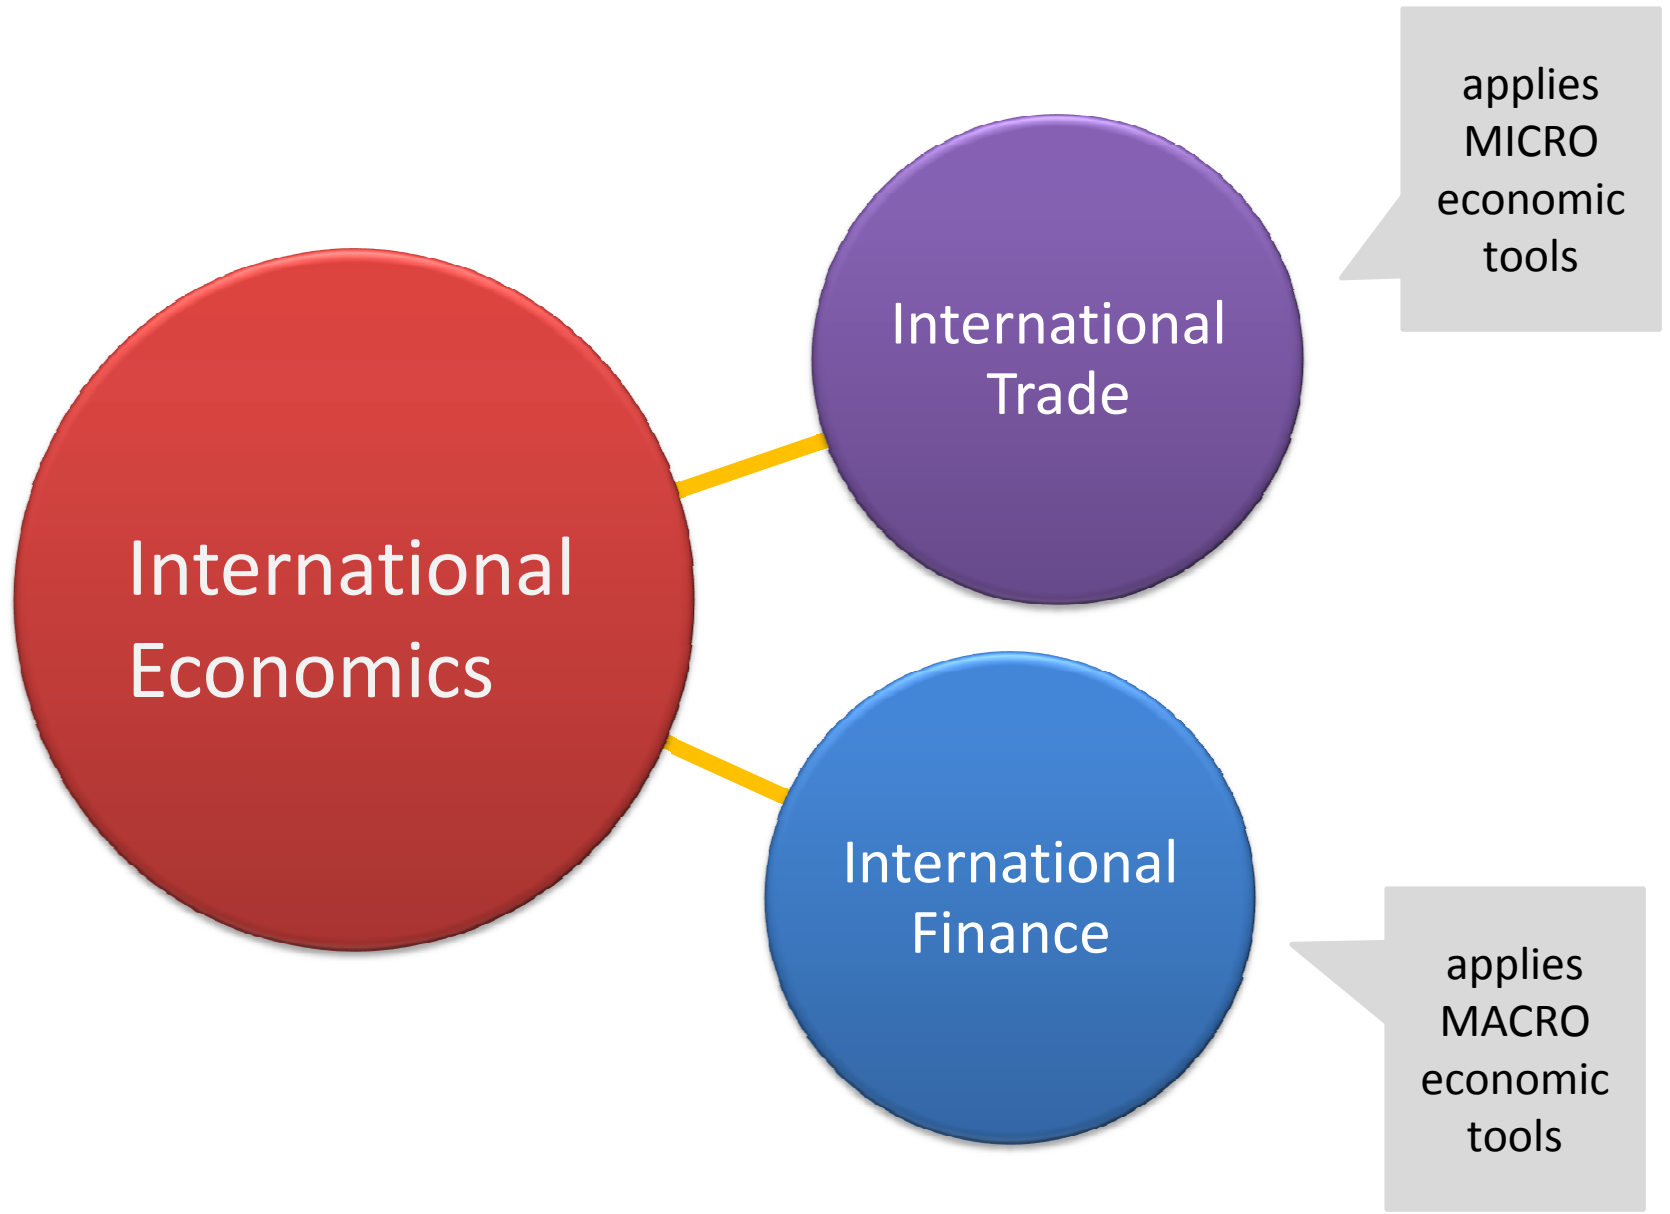 International
Economics
International
Trade
applies
MICRO
economic
tools
International
Finance
applies
MACRO
economic
tools